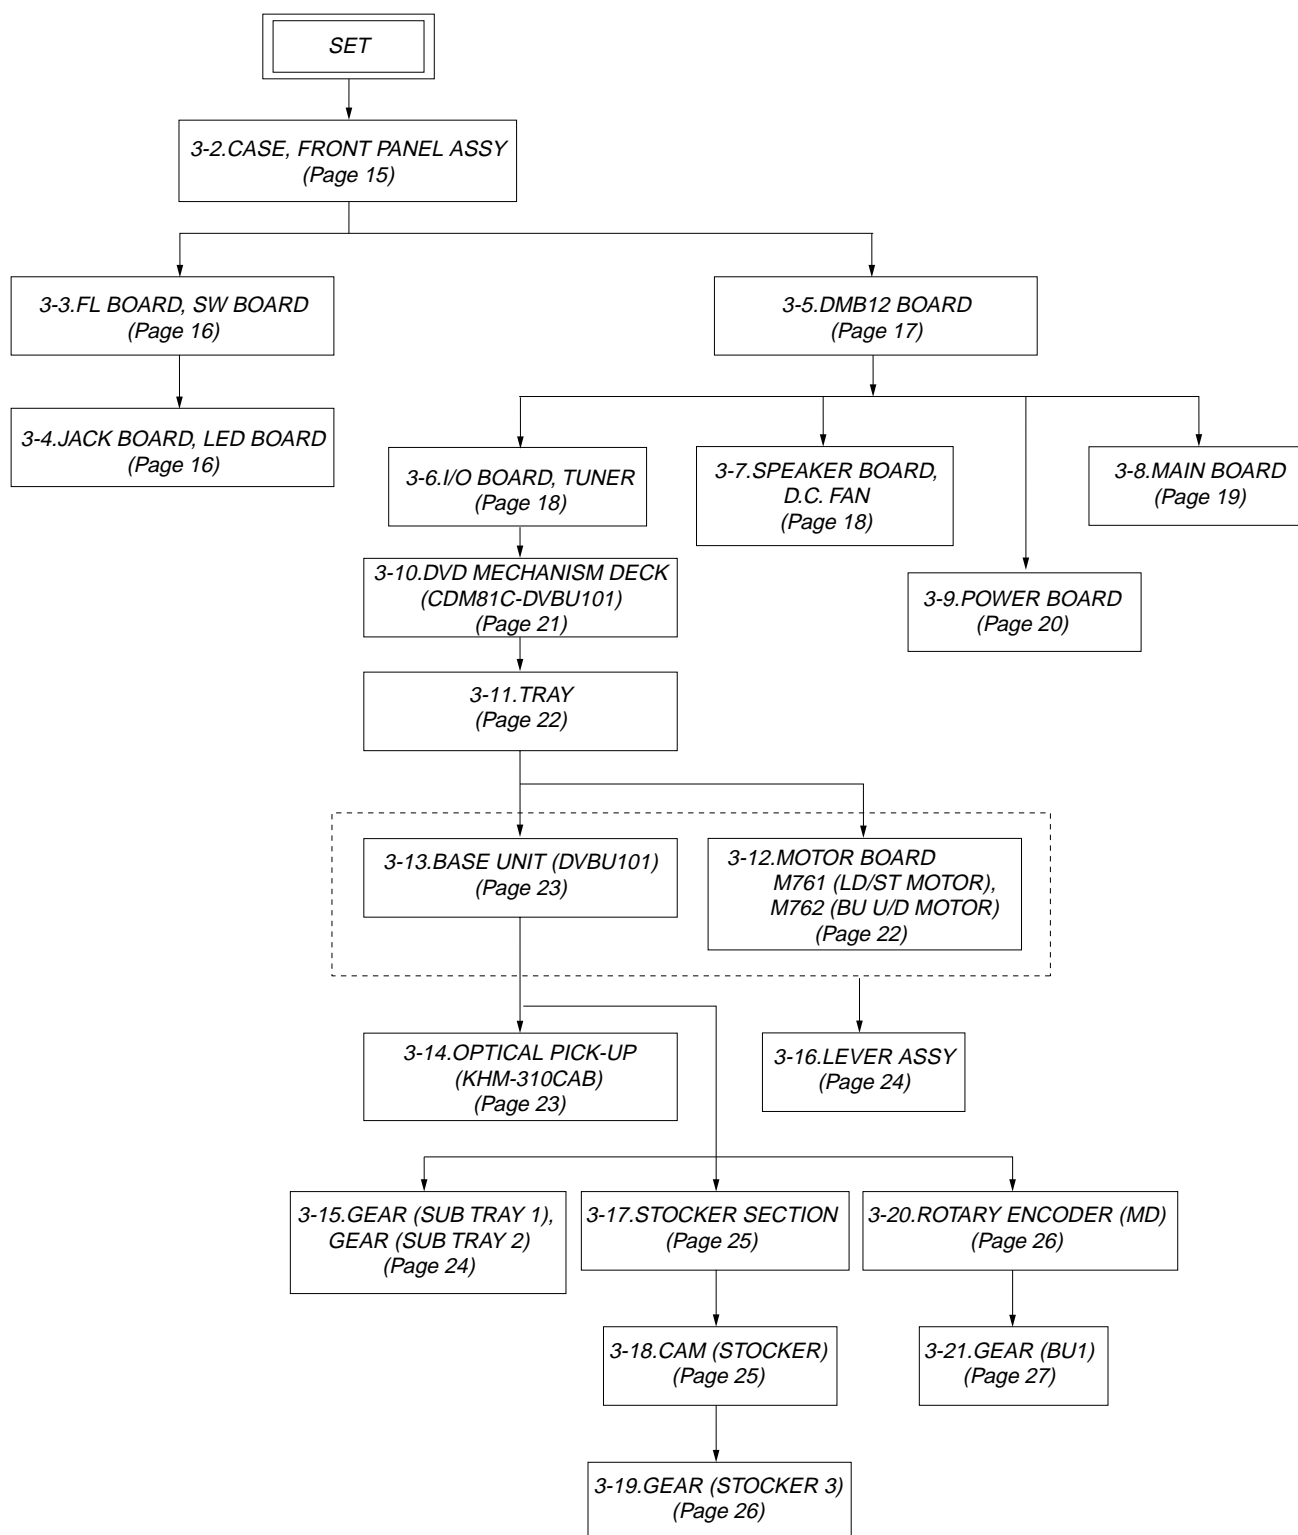 SET
3-2.CASE, FRONT PANEL ASSY
(Page 15)
3-3.FL BOARD, SW BOARD
(Page 16)
3-5.DMB12 BOARD
(Page 17)
3-4.JACK BOARD, LED BOARD
(Page 16)
3-6.I/O BOARD, TUNER
(Page 18)
3-7.SPEAKER BOARD,
D.C. FAN
(Page 18)
3-8.MAIN BOARD
(Page 19)
3-10.DVD MECHANISM DECK
(CDM81C-DVBU101)
(Page 21)
3-9.POWER BOARD
(Page 20)
3-11.TRAY
(Page 22)
3-13.BASE UNIT (DVBU101)
(Page 23)
3-12.MOTOR BOARD
M761 (LD/ST MOTOR),
M762 (BU U/D MOTOR)
(Page 22)
3-14.OPTICAL PICK-UP
(KHM-310CAB)
(Page 23)
3-16.LEVER ASSY
(Page 24)
3-15.GEAR (SUB TRAY 1),
GEAR (SUB TRAY 2)
(Page 24)
3-17.STOCKER SECTION
(Page 25)
3-20.ROTARY ENCODER (MD)
(Page 26)
3-18.CAM (STOCKER)
(Page 25)
3-21.GEAR (BU1)
(Page 27)
3-19.GEAR (STOCKER 3)
(Page 26)